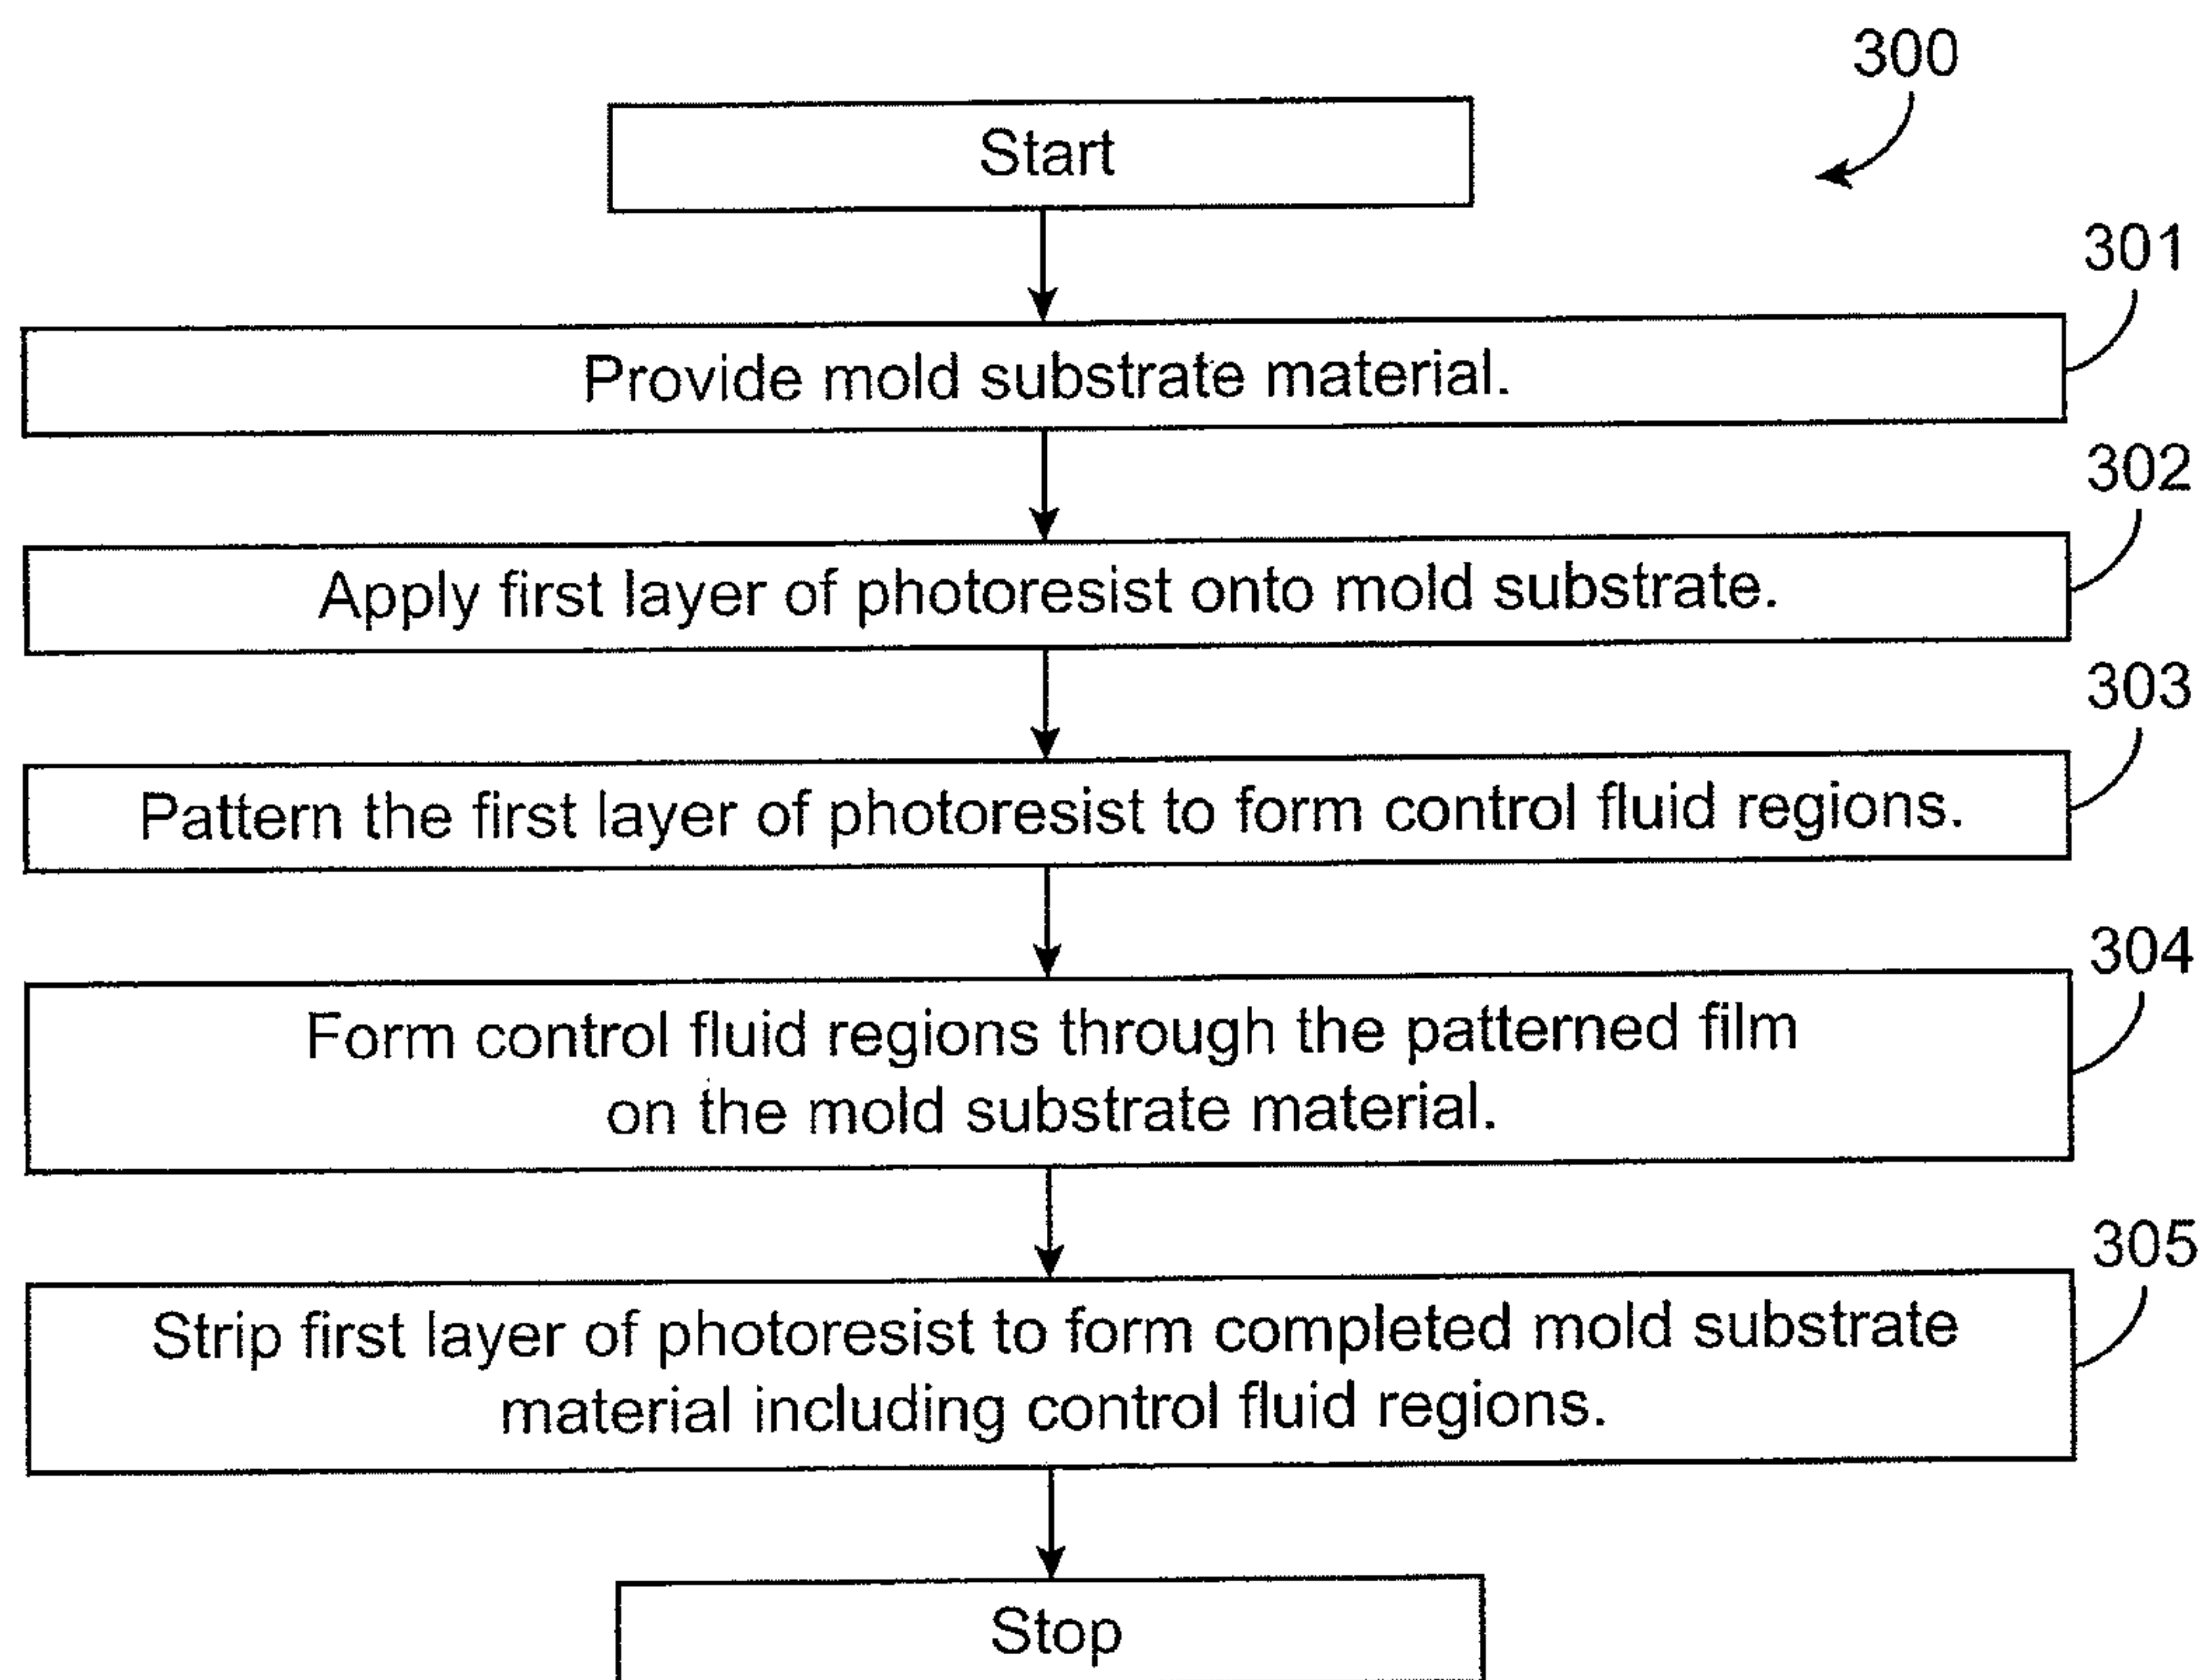 300
Start
301
Provide mold substrate material.
302
Apply first layer of photoresist onto mold substrate.
303
Pattern the first layer of photoresist to form control fluid regions.
304
Form control fluid regions through the patterned film
on the mold substrate material.
305
Strip first layer of photoresist to form completed mold substrate
material including control fluid regions.
Stop